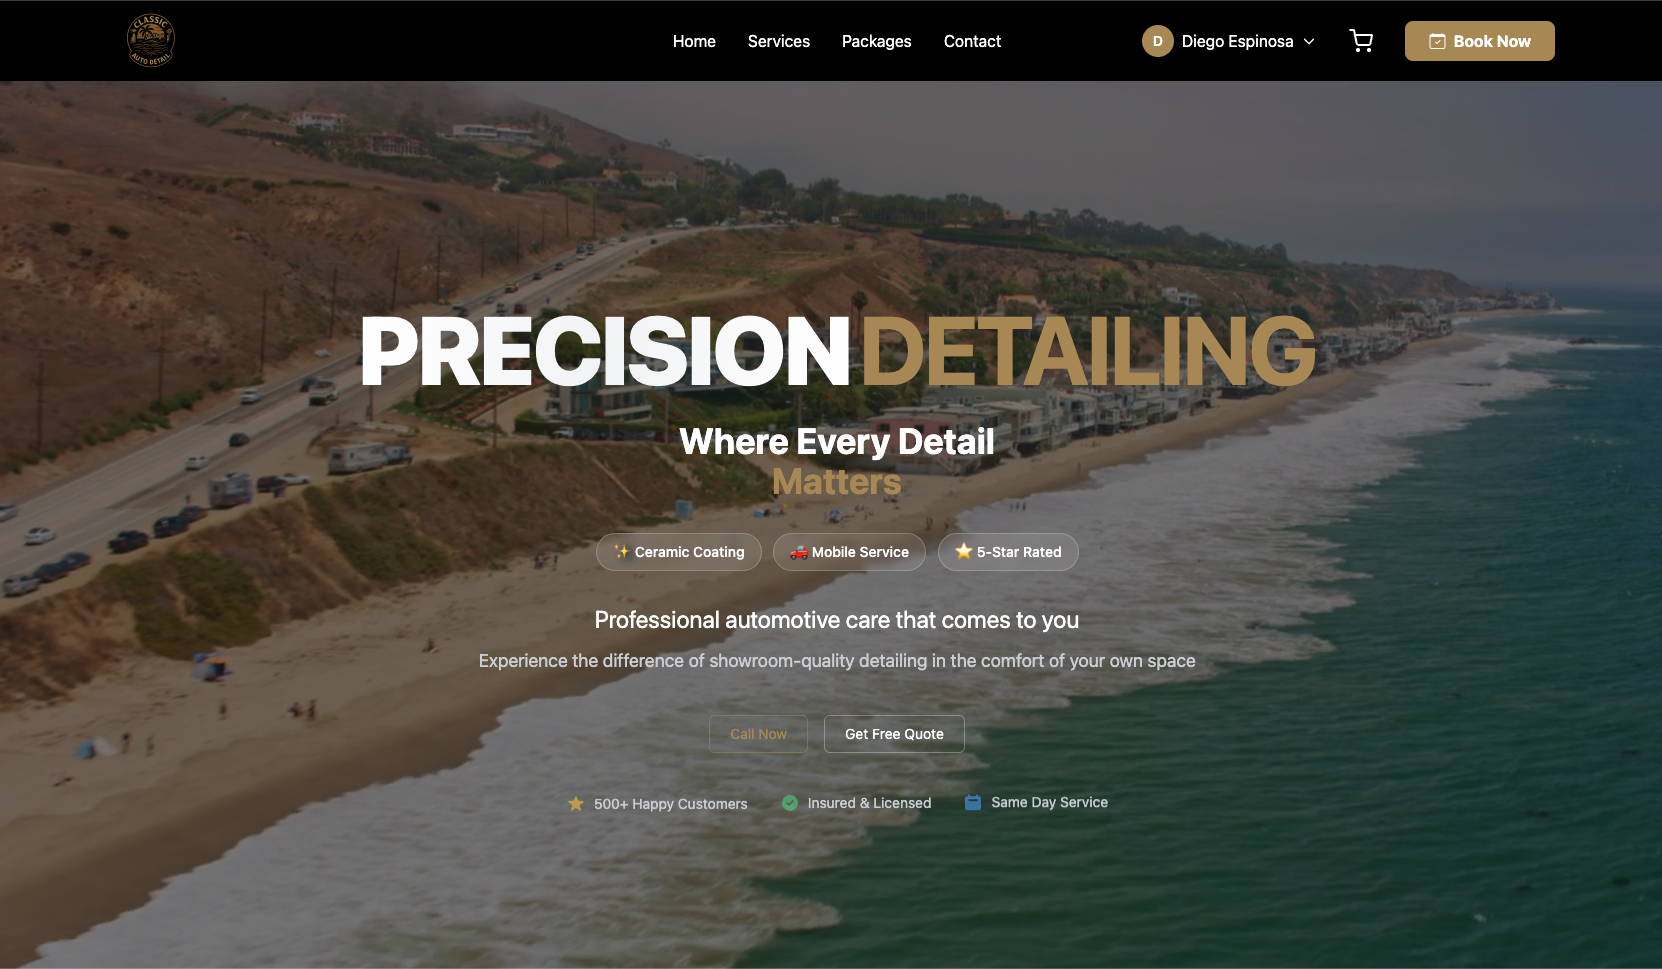 CLASSIC
AUTO DETAIL
Home
Services
Packages
Contact
D
Diego Espinosa
Book Now
PRECISION DETAILING
Where Every Detail
Matters
Ceramic Coating
Mobile Service
5-Star Rated
Professional automotive care that comes to you
Experience the difference of showroom-quality detailing in the comfort of your own space
Call Now
Get Free Quote
500+ Happy Customers
Insured & Licensed
Same Day Service